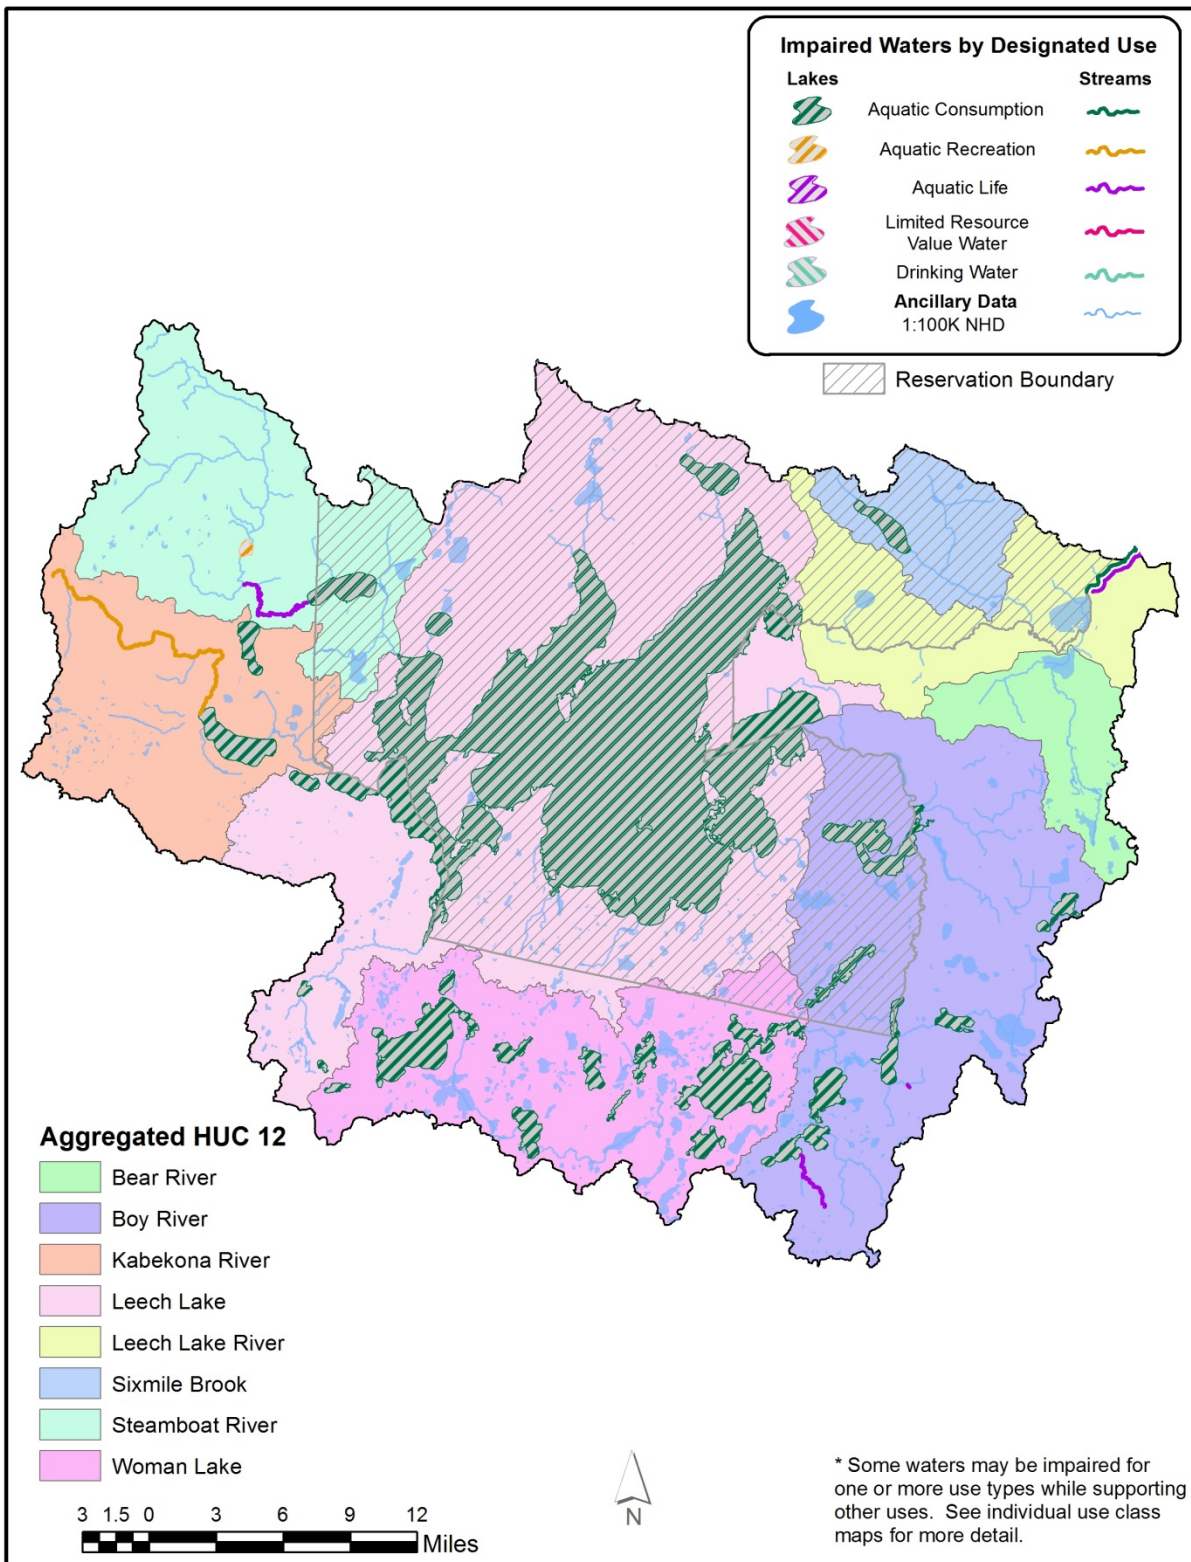 Impaired Waters by Designated Use
Lakes
Streams
Aquatic Consumption
Aquatic Recreation
Aquatic Life
Limited Resource
Value Water
Drinking Water
Ancillary Data
1:100K NHD
Reservation Boundary
Aggregated HUC 12
Bear River
Boy River
Kabekona River
Leech Lake
Leech Lake River
Sixmile Brook
Steamboat River
Woman Lake
3 1.5 0 3 6 9 12
Miles
N
* Some waters may be impaired for
one or more use types while supporting
other uses. See individual use class
maps for more detail.